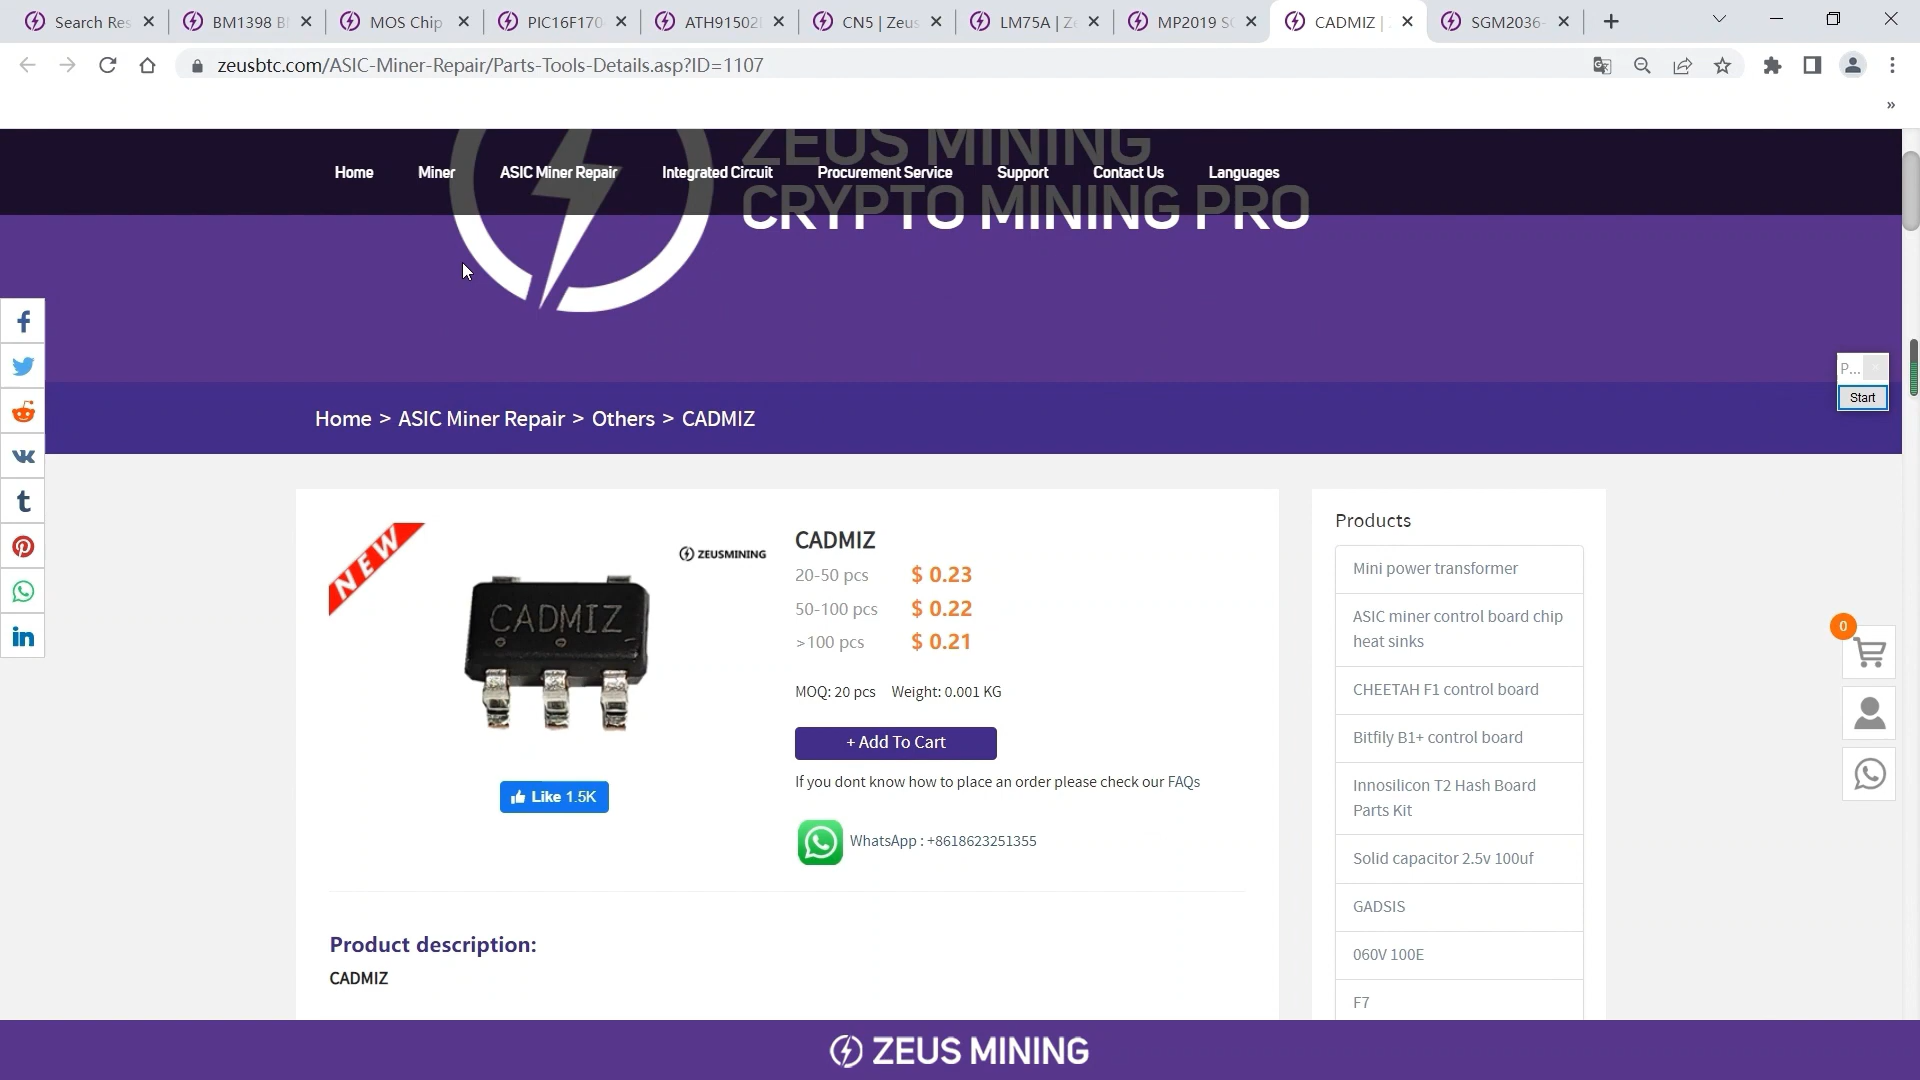 Search Res
BM1398 B
MOS Chip
PIC16F170
ATH91502
CN5 | Zeus
LM75A | Ze
MP2019 SO
CADMIZ |
SGM2036-
zeusbtc.com/ASIC-Miner-Repair/Parts-Tools-Details.asp?ID=1107
»
ZEUS MINING
CRYPTO MINING PRO
Home
Miner
ASIC Miner Repair
Integrated Circuit
Procurement Service
Support
Contact Us
Languages
P...
Start
Home > ASIC Miner Repair > Others > CADMIZ
NEW
ZEUSMINING
CADMIZ
CADMIZ
20-50 pcs $ 0.23
50-100 pcs $ 0.22
>100 pcs $ 0.21
MOQ: 20 pcs Weight: 0.001 KG
+ Add To Cart
If you dont know how to place an order please check our FAQs
Like 1.5K
WhatsApp : +8618623251355
Product description:
CADMIZ
Products
Mini power transformer
ASIC miner control board chip
heat sinks
CHEETAH F1 control board
Bitfily B1+ control board
Innosilicon T2 Hash Board
Parts Kit
Solid capacitor 2.5v 100uf
GADSIS
060V 100E
F7
0
ZEUS MINING